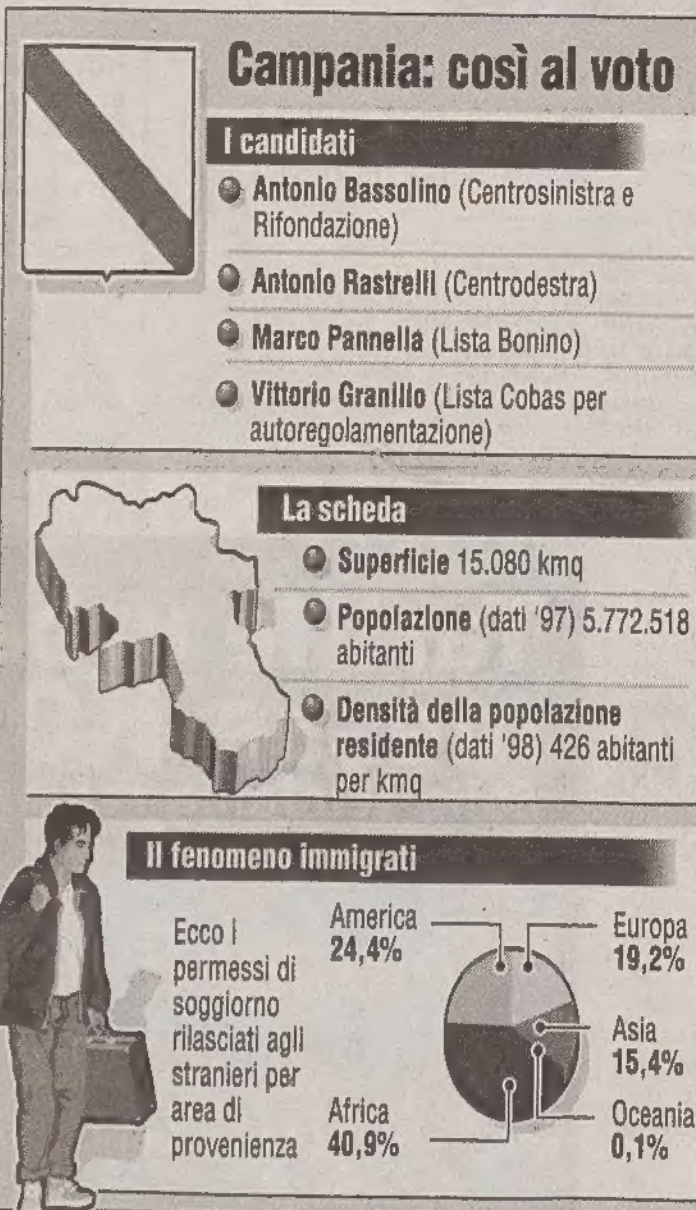 Campania: così al voto
I candidati
Antonio Bassolino (Centrosinistra e
Rifondazione)
Antonio Rastrelli (Centrodestra)
Marco Pannella (Lista Bonino)
Vittorio Granillo (Lista Cobas per
autoregolamentazione)
La scheda
Superficie 15.080 kmq
Popolazione (dati '97) 5.772.518
abitanti
Densità della popolazione
residente (dati '98) 426 abitanti
per kmq
Il fenomeno immigrati
Ecco i
permessi di
soggiorno
rilasciati agli
stranieri per
area di
provenienza
America
24,4%
Africa
40,9%
Europa
19,2%
Asia
15,4%
Oceania
0,1%